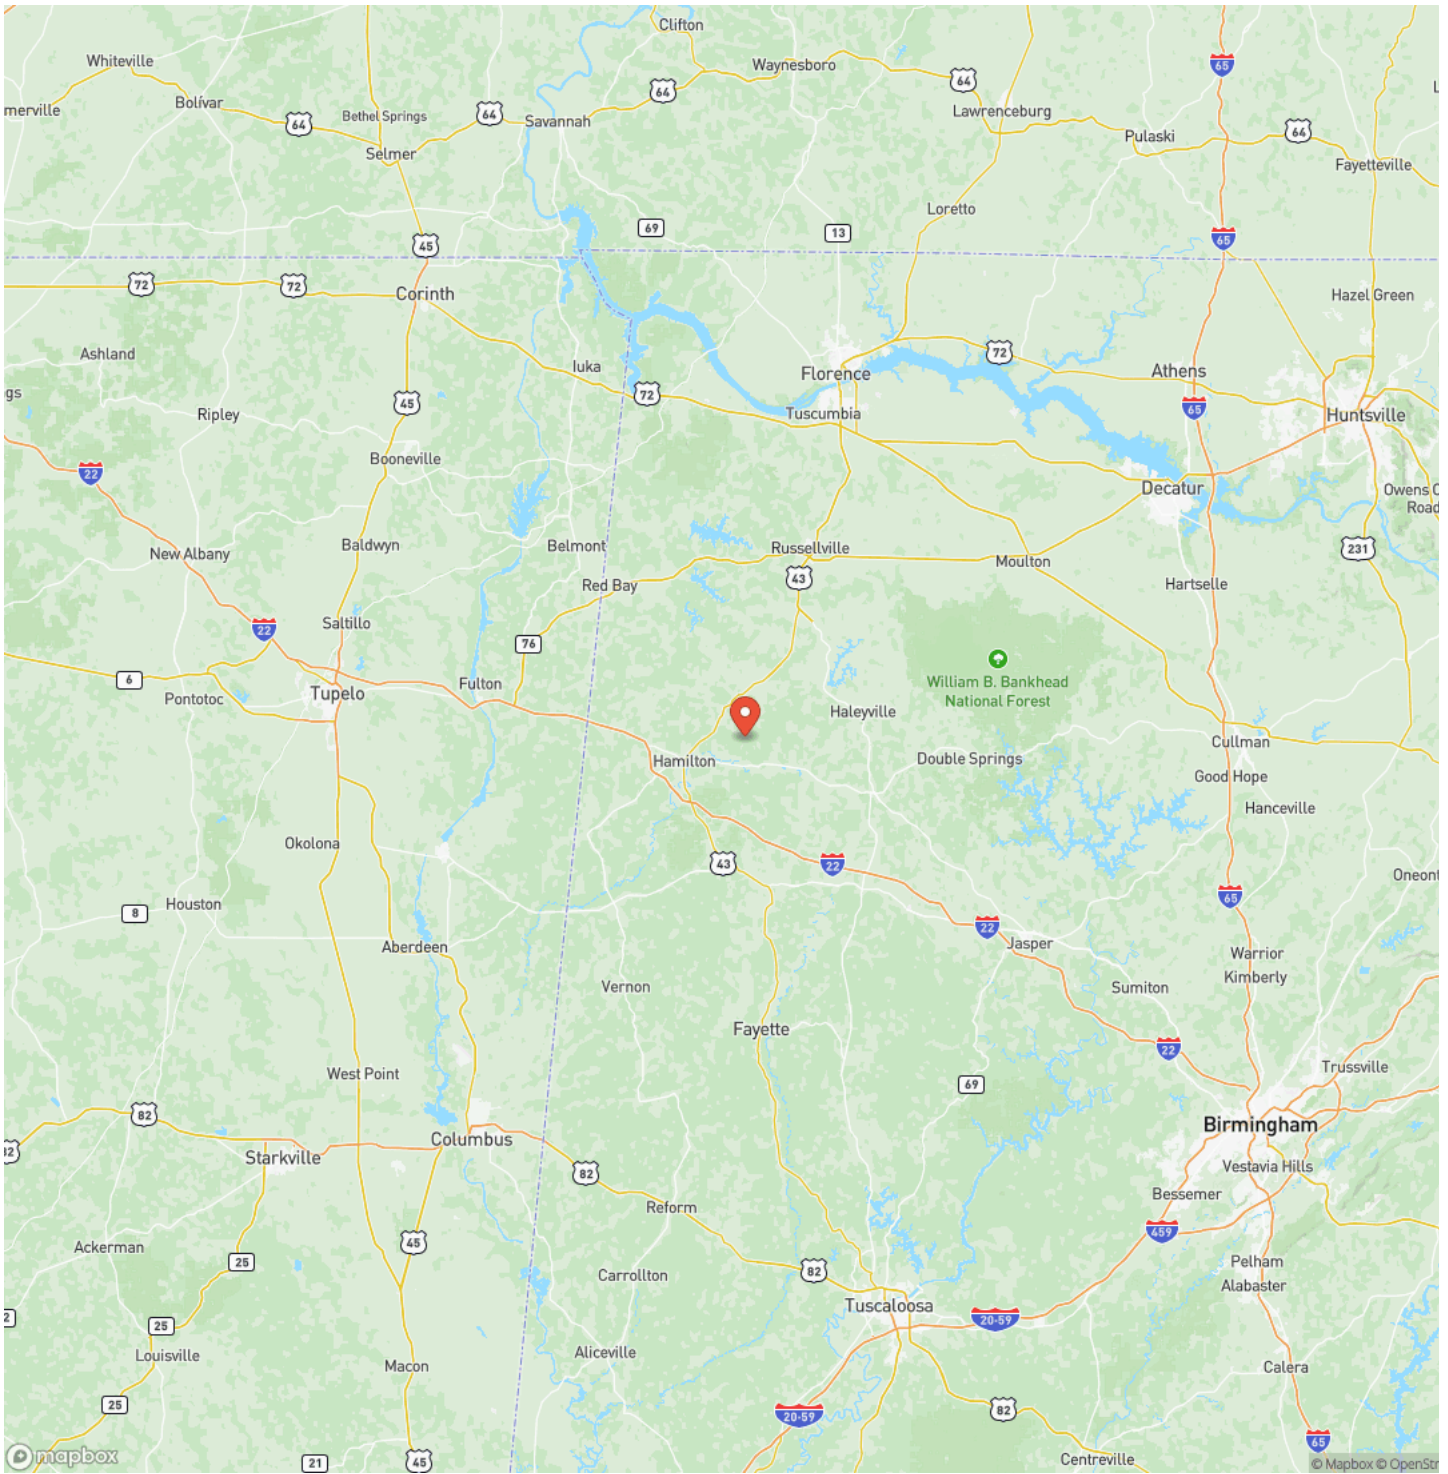 Clifton
Whiteville
Waynesboro
65
64
64
Bolívar
64
64
merville
Bethel Springs
Lawrenceburg
Savannah
64
Pulaski
Selmer
Fayetteville
Loretto
69
13
65
45
72
72
Corinth
Hazel Green
Ashland
72
Iuka
Florence
Athens
gs
72
45
65
Ripley
Tuscumbia
Huntsville
Booneville
22
Decatur
Owens C
Road
New Albany
Baldwyn
Belmont
Russellville
231
Moulton
Red Bay
43
Hartselle
Saltillo
22
76
6
William B. Bankhead
National Forest
Pontotoc
Tupelo
Fulton
Haleyville
Cullman
Hamilton
Double Springs
Good Hope
Hanceville
Okolona
43
22
Oneont
65
Houston
8
22
Aberdeen
Jasper
Warrior
Kimberly
Vernon
Sumiton
Fayette
22
Trussville
West Point
69
82
Birmingham
Columbus
82
Starkville
82
Vestavia Hills
Bessemer
Reform
459
Ackerman
45
25
Pelham
Carrollton
82
Alabaster
Tuscaloosa
2
20-59
25
Louisville
Aliceville
Macon
Calera
25
82
20-59
65
mapbox
21
45
Centreville
© Mapbox © OpenStr